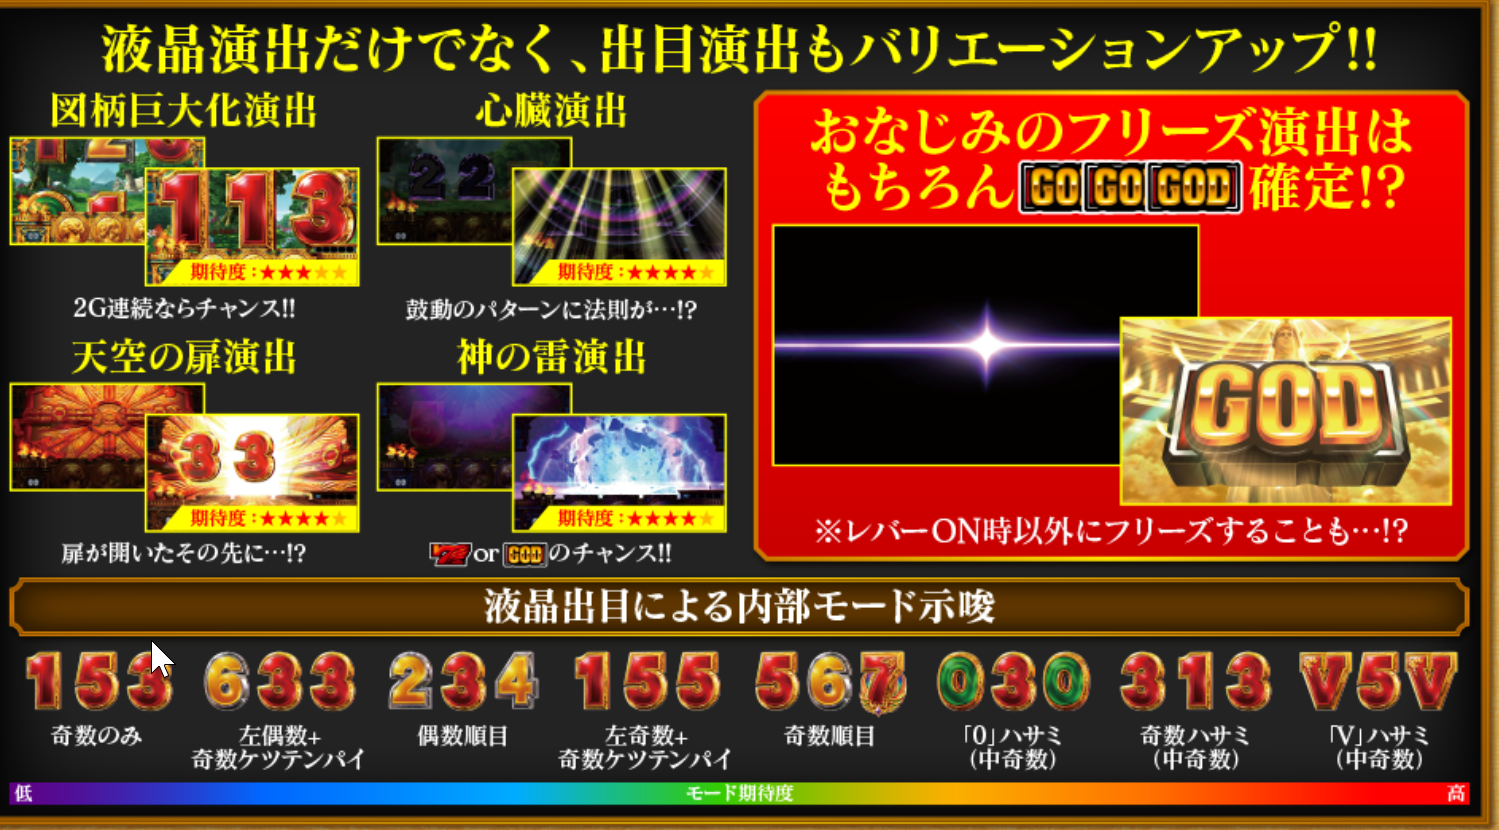 液晶演出だけでなく、出目演出もバリエーションアップ!!
図柄巨大化演出
113
期待度:★★★★★
2G連続ならチャンス!!
心臓演出
22
期待度:★★★★★
鼓動のパターンに法則が…!?
天空の扉演出
33
期待度:★★★★★
扉が開いたその先に…!?
神の雷演出
5
期待度:★★★★★
7 or GODのチャンス!!
おなじみのフリーズ演出は
もちろんGO GO GOD確定!?
GOD
※レバーON時以外にフリーズすることも…!?
液晶出目による内部モード示唆
153
奇数のみ
633
左偶数+
奇数ケツテンパイ
234
偶数順目
155
左奇数+
奇数ケツテンパイ
567
奇数順目
030
「0」ハサミ
(中奇数)
313
奇数ハサミ
(中奇数)
V5V
「V」ハサミ
(中奇数)
低 モード期待度 高